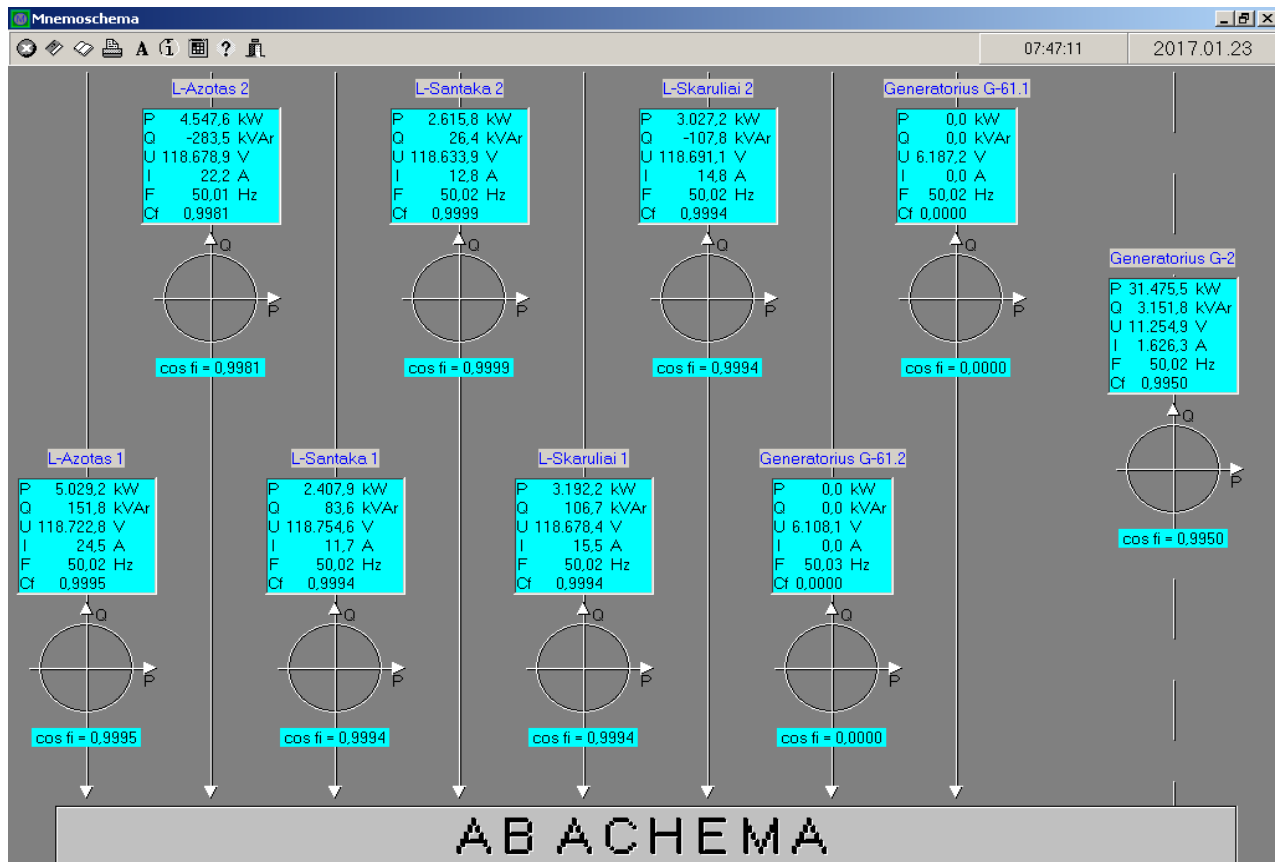 Mnemoschema
A i ? 07:47:11 2017.01.23
L-Azotas 2
P 4.547,6 kW
Q -283,5 kVAr
U 118.678,9 V
I 22,2 A
F 50,01 Hz
Cf 0,9981
Q
P
cos fi = 0,9981
L-Santaka 2
P 2.615,8 kW
Q 26,4 kVAr
U 118.633,9 V
I 12,8 A
F 50,02 Hz
Cf 0,9999
Q
P
cos fi = 0,9999
L-Skaruliai 2
P 3.027,2 kW
Q -107,8 kVAr
U 118.691,1 V
I 14,8 A
F 50,02 Hz
Cf 0,9994
Q
P
cos fi = 0,9994
Generatorius G-61.1
P 0,0 kW
Q 0,0 kVAr
U 6.187,2 V
I 0,0 A
F 50,02 Hz
Cf 0,0000
Q
P
cos fi = 0,0000
Generatorius G-2
P 31.475,5 kW
Q 3.151,8 kVAr
U 11.254,9 V
I 1.626,3 A
F 50,02 Hz
Cf 0,9950
Q
P
cos fi = 0,9950
L-Azotas 1
P 5.029,2 kW
Q 151,8 kVAr
U 118.722,8 V
I 24,5 A
F 50,02 Hz
Cf 0,9995
Q
P
cos fi = 0,9995
L-Santaka 1
P 2.407,9 kW
Q 83,6 kVAr
U 118.754,6 V
I 11,7 A
F 50,02 Hz
Cf 0,9994
Q
P
cos fi = 0,9994
L-Skaruliai 1
P 3.192,2 kW
Q 106,7 kVAr
U 118.678,4 V
I 15,5 A
F 50,02 Hz
Cf 0,9994
Q
P
cos fi = 0,9994
Generatorius G-61.2
P 0,0 kW
Q 0,0 kVAr
U 6.108,1 V
I 0,0 A
F 50,03 Hz
Cf 0,0000
Q
P
cos fi = 0,0000
AB ACHEMA